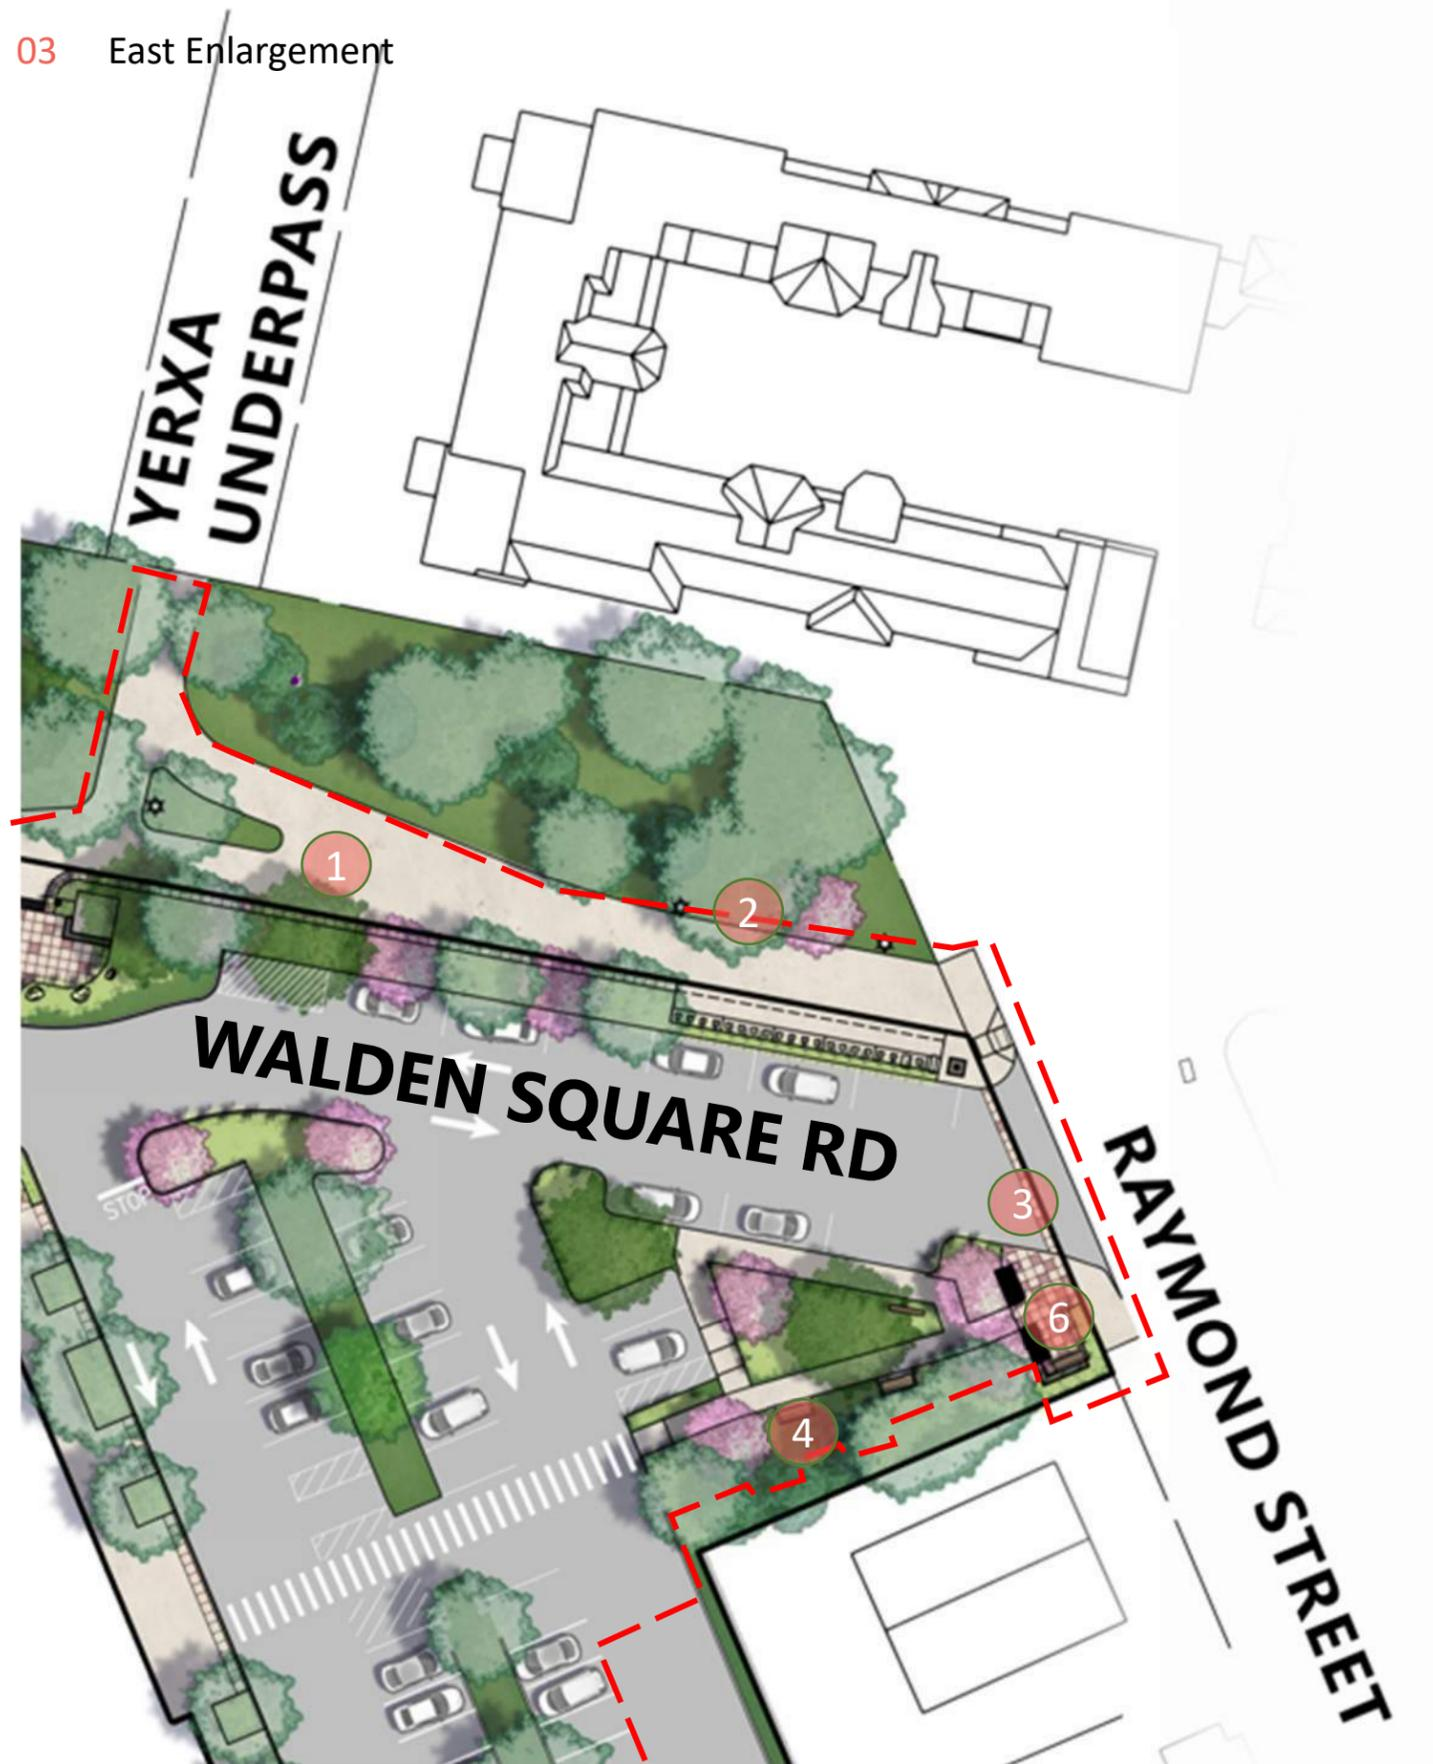 03 East Enlargement
YERXA
UNDERPASS
1
2
WALDEN SQUARE RD
STOP
3
6
4
RAYMOND STREET